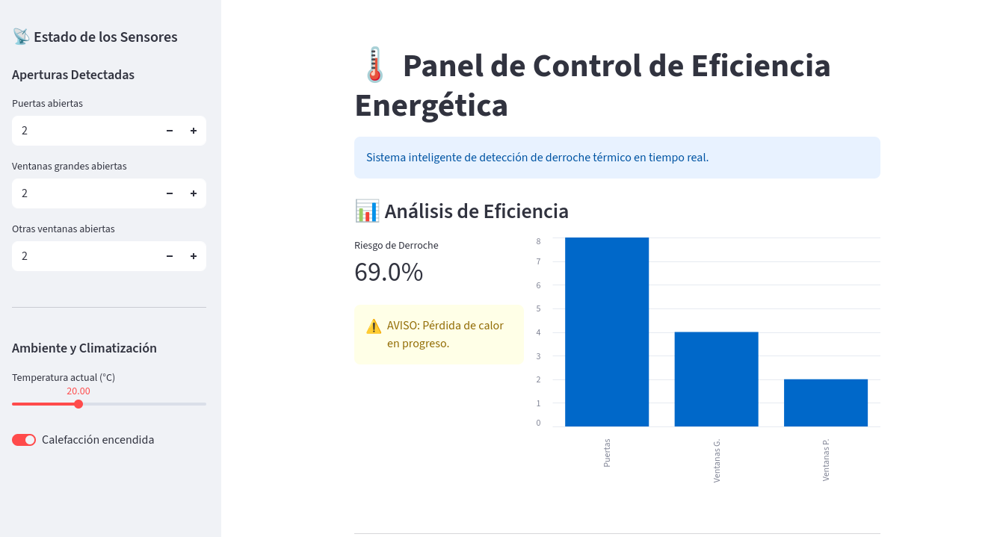 📡 Estado de los Sensores
Aperturas Detectadas
Puertas abiertas
2
Ventanas grandes abiertas
2
Otras ventanas abiertas
2
Ambiente y Climatización
Temperatura actual (°C)
20.00
Calefacción encendida
🌡️ Panel de Control de Eficiencia
Energética
Sistema inteligente de detección de derroche térmico en tiempo real.
📊 Análisis de Eficiencia
Riesgo de Derroche
69.0%
⚠️ AVISO: Pérdida de calor
en progreso.
8
7
6
5
4
3
2
1
0
Puertas
Ventanas G.
Ventanas P.